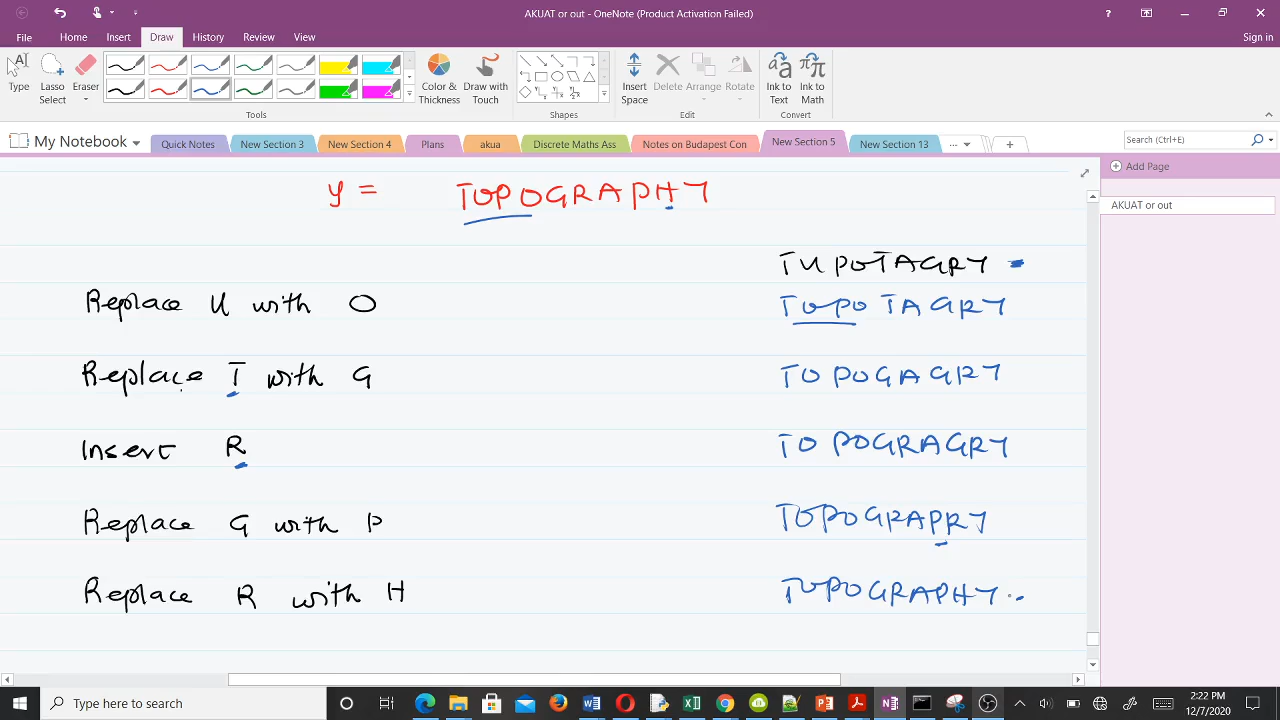 AKUAT or out - OneNote (Product Activation Failed)
File Home Insert Draw History Review View Sign in
Type Lasso Select Eraser Color & Thickness Draw with Touch Insert Space Delete Arrange Rotate Ink to Text Ink to Math
Tools Shapes Edit Convert
My Notebook Quick Notes New Section 3 New Section 4 Plans akua Discrete Maths Ass Notes on Budapest Con New Section 5 New Section 13 ... Search (Ctrl+E)
Add Page
AKUAT or out
y = TOPOGRAPHY
TUPOTAGRY
Replace U with O TOPOTAGRY
Replace T with G TOPOGAGRY
Insert R TOPOGRAGRY
Replace G with P TOPOGRAPRY
Replace R with H TOPOGRAPHY
Type here to search
2:22 PM
12/7/2020